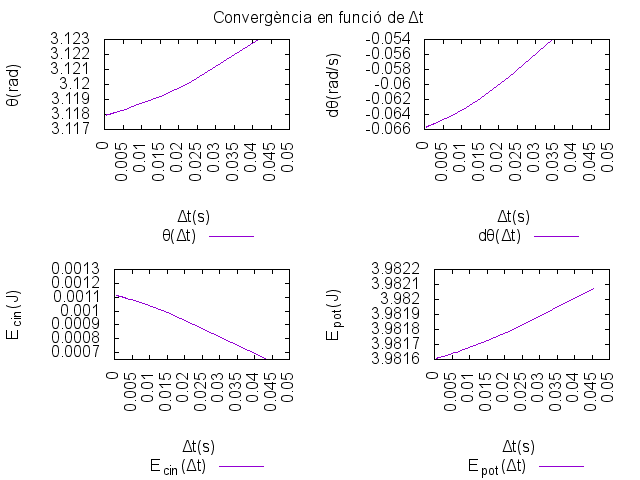 Convergència en funció de Δt
θ(rad)
3.123
3.122
3.121
3.12
3.119
3.118
3.117
0 0.005 0.01 0.015 0.02 0.025 0.03 0.035 0.04 0.045 0.05
Δt(s)
θ(Δt)
dθ(rad/s)
-0.054
-0.056
-0.058
-0.06
-0.062
-0.064
-0.066
0 0.005 0.01 0.015 0.02 0.025 0.03 0.035 0.04 0.045 0.05
Δt(s)
dθ(Δt)
E cin (J)
0.0013
0.0012
0.0011
0.001
0.0009
0.0008
0.0007
0 0.005 0.01 0.015 0.02 0.025 0.03 0.035 0.04 0.045 0.05
Δt(s)
E cin (Δt)
E pot (J)
3.9822
3.9821
3.982
3.9819
3.9818
3.9817
3.9816
0 0.005 0.01 0.015 0.02 0.025 0.03 0.035 0.04 0.045 0.05
Δt(s)
E pot (Δt)